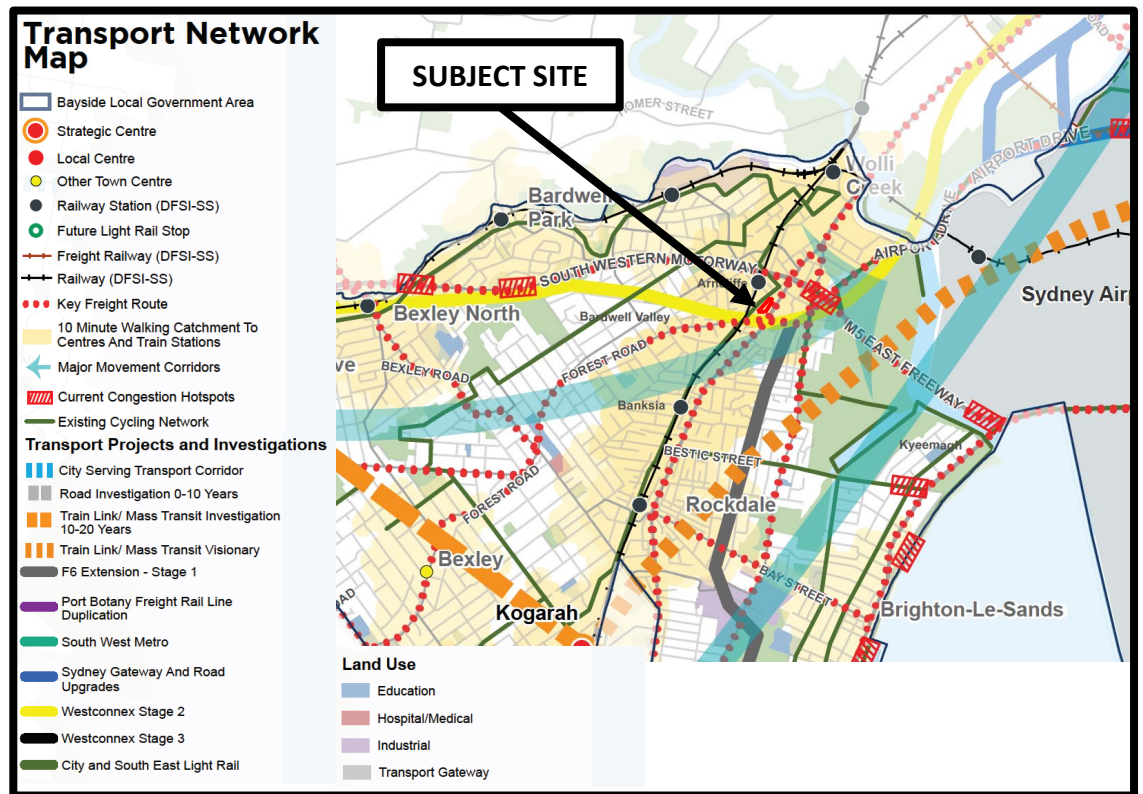 Transport Network
Map
Bayside Local Government Area
Strategic Centre
Local Centre
Other Town Centre
Railway Station (DFSI-SS)
Future Light Rail Stop
Freight Railway (DFSI-SS)
Railway (DFSI-SS)
Key Freight Route
10 Minute Walking Catchment To
Centres And Train Stations
Major Movement Corridors
Current Congestion Hotspots
Existing Cycling Network
Transport Projects and Investigations
City Serving Transport Corridor
Road Investigation 0-10 Years
Train Link/ Mass Transit Investigation
10-20 Years
Train Link/ Mass Transit Visionary
F6 Extension - Stage 1
Port Botany Freight Rail Line
Duplication
South West Metro
Sydney Gateway And Road
Upgrades
Westconnex Stage 2
Westconnex Stage 3
City and South East Light Rail
SUBJECT SITE
HOMER STREET
Wolli
Creek
AIRPORT DRIVE
Bardwell
Park
SOUTH WESTERN MOTORWAY
AIRPORT DRIVE
Arncliffe
Sydney Air
Bexley North
Bardwell Valley
M5 EAST FREEWAY
FOREST ROAD
ve
BEXLEY ROAD
Banksia
Kyeemagh
BESTIC STREET
FOREST ROAD
Rockdale
Bexley
BAY STREET
Brighton-Le-Sands
OAD
Kogarah
Land Use
Education
Hospital/Medical
Industrial
Transport Gateway